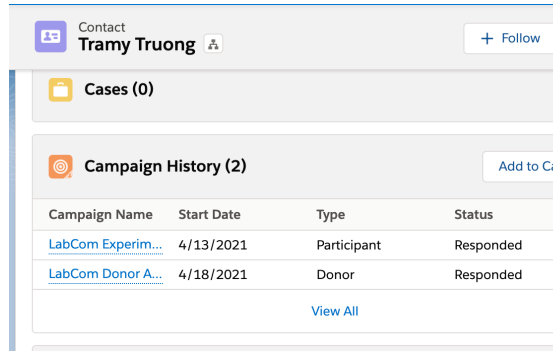 Contact
Tramy Truong
+ Follow
Cases (0)
Campaign History (2)
Add to
Campaign Name Start Date Type Status
LabCom Experim... 4/13/2021 Participant Responded
LabCom Donor A... 4/18/2021 Donor Responded
View All